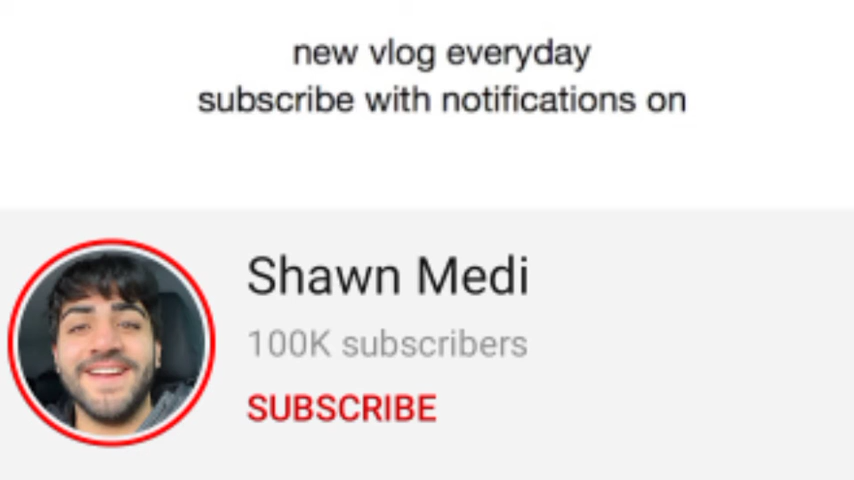 new vlog everyday
subscribe with notifications on
Shawn Medi
100K subscribers
SUBSCRIBE